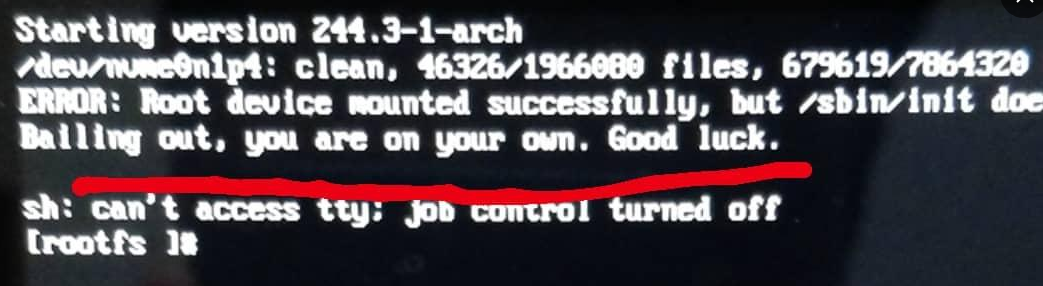 Starting version 244.3-1-arch
/dev/nvme0n1p4: clean, 46326/1966080 files, 679619/7864320
ERROR: Root device mounted successfully, but /sbin/init doe
Bailing out, you are on your own. Good luck.
sh: can't access tty: job control turned off
[rootfs ]#